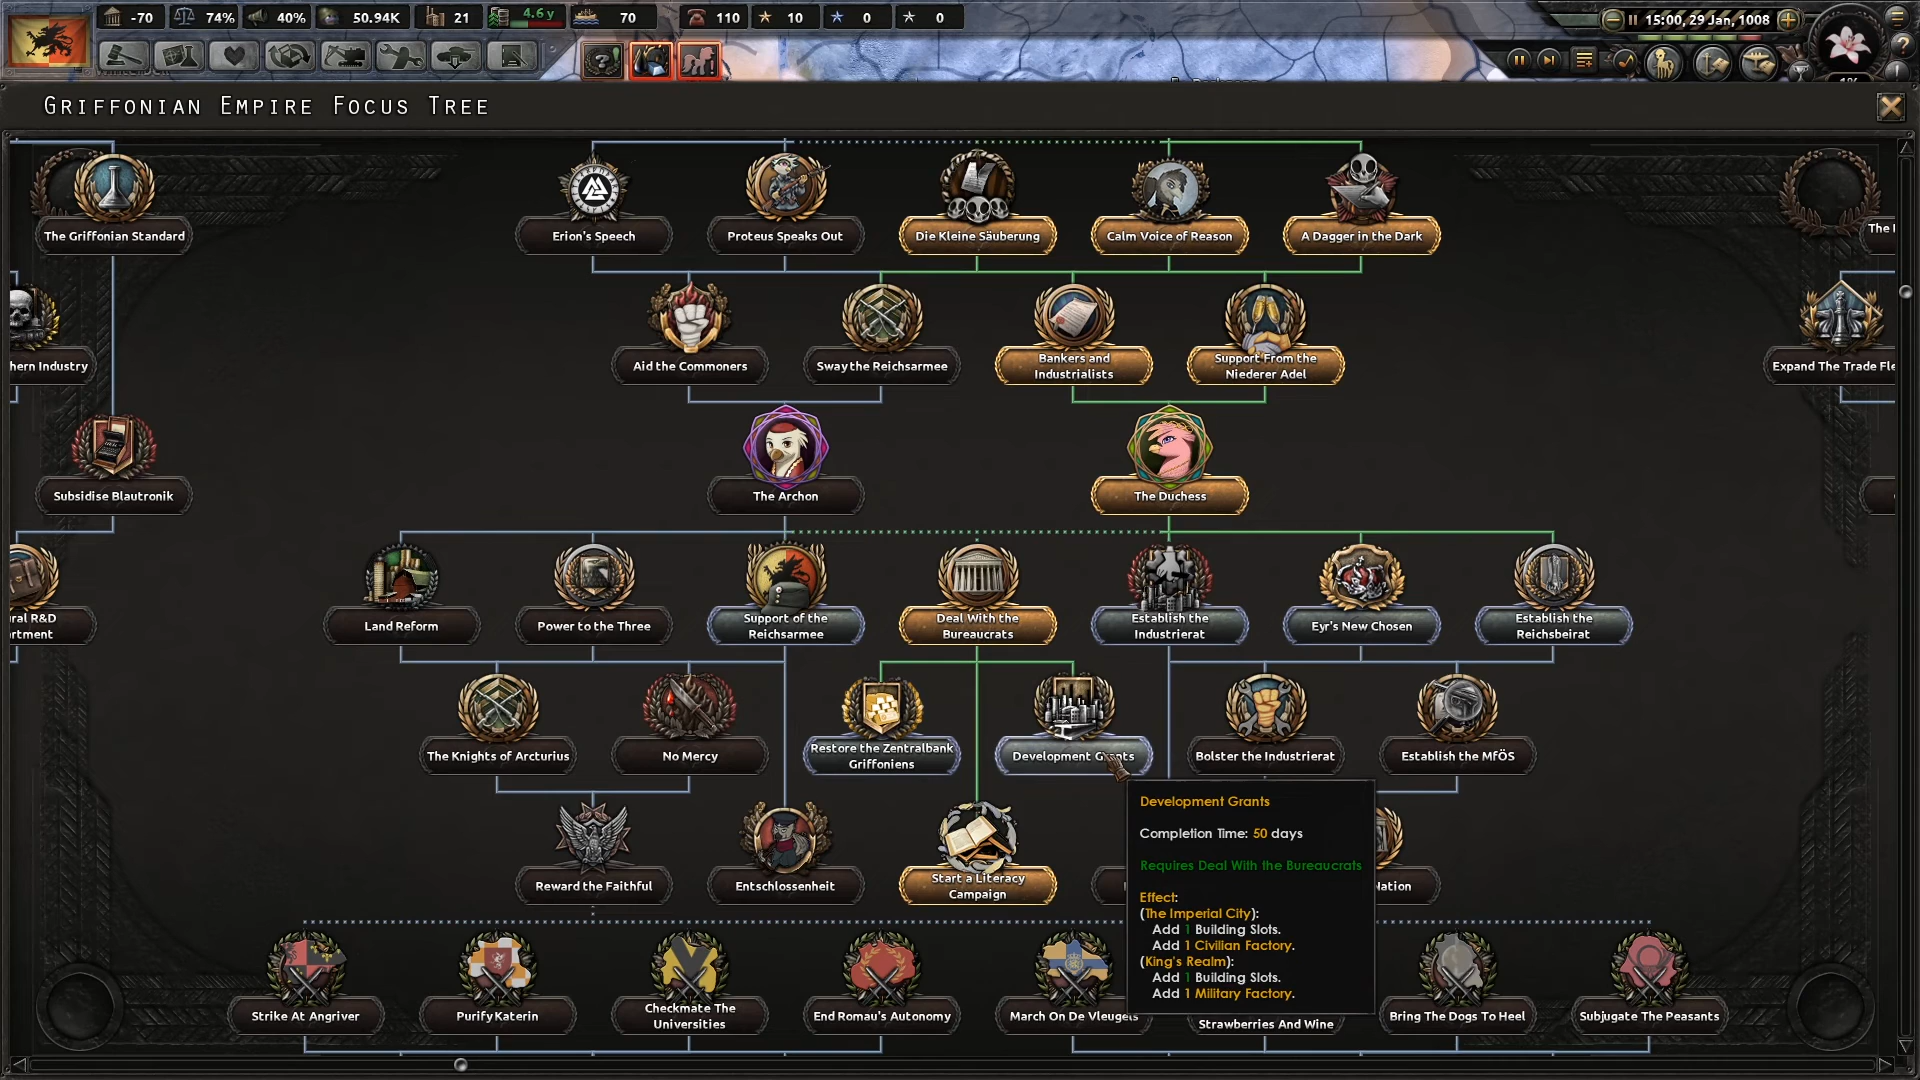 -70
74%
40%
50.94K
21
4.6 y
70
110
10
0
0
15:00, 29 Jan, 1008
1%
Griffonian Empire Focus Tree
The Griffonian Standard
Erion's Speech
Proteus Speaks Out
Die Kleine Säuberung
Calm Voice of Reason
A Dagger in the Dark
hern Industry
Aid the Commoners
Sway the Reichsarmee
Bankers and
Industrialists
Support From the
Niederer Adel
Expand The Trade Fle
Subsidise Blautronik
The Archon
The Duchess
ral R&D
rtment
Land Reform
Power to the Three
Support of the
Reichsarmee
Deal With the
Bureaucrats
Establish the
Industrierat
Eyr's New Chosen
Establish the
Reichsbeirat
The Knights of Arcturius
No Mercy
Restore the Zentralbank
Griffoniens
Development Grants
Bolster the Industrierat
Establish the MfÖS
Reward the Faithful
Entschlossenheit
Start a Literacy
Campaign
Nation
Development Grants
Completion Time: 50 days
Requires Deal With the Bureaucrats
Effect:
(The Imperial City):
Add 1 Building Slots.
Add 1 Civilian Factory.
(King's Realm):
Add 1 Building Slots.
Add 1 Military Factory.
Strike At Angriver
Purify Katerin
Checkmate The
Universities
End Romau's Autonomy
March On De Vleugels
Strawberries And Wine
Bring The Dogs To Heel
Subjugate The Peasants